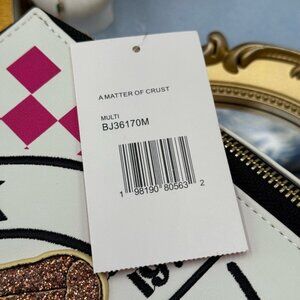 A MATTER OF CRUST
MULTI
BJ36170M
1 98190 80563 2